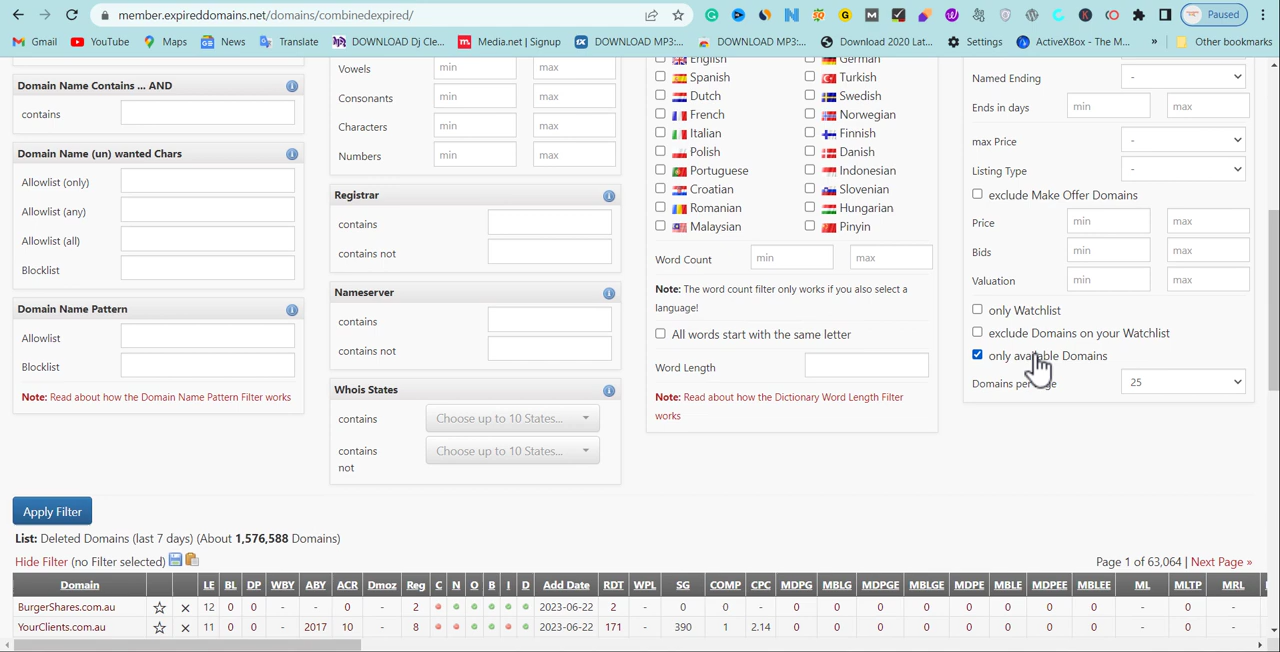 member.expireddomains.net/domains/combinedexpired/
Paused
Gmail
YouTube
Maps
News
Translate
DOWNLOAD Dj Cle...
Media.net | Signup
DOWNLOAD MP3:...
DOWNLOAD MP3:...
Download 2020 Lat...
Settings
ActiveXBox - The M...
»
Other bookmarks
Domain Name Contains ... AND
contains
Domain Name (un) wanted Chars
Allowlist (only)
Allowlist (any)
Allowlist (all)
Blocklist
Domain Name Pattern
Allowlist
Blocklist
Note: Read about how the Domain Name Pattern Filter works
Vowels min max
Consonants min max
Characters min max
Numbers min max
Registrar
contains
contains not
Nameserver
contains
contains not
Whois States
contains Choose up to 10 States...
contains Choose up to 10 States...
not
English German
Spanish Turkish
Dutch Swedish
French Norwegian
Italian Finnish
Polish Danish
Portuguese Indonesian
Croatian Slovenian
Romanian Hungarian
Malaysian Pinyin
Word Count min max
Note: The word count filter only works if you also select a
language!
All words start with the same letter
Word Length
Note: Read about how the Dictionary Word Length Filter
works
Named Ending -
Ends in days min max
max Price -
Listing Type -
exclude Make Offer Domains
Price min max
Bids min max
Valuation min max
only Watchlist
exclude Domains on your Watchlist
only available Domains
Domains per 25
Apply Filter
List: Deleted Domains (last 7 days) (About 1,576,588 Domains)
Hide Filter (no Filter selected)
Page 1 of 63,064 | Next Page »
Domain LE BL DP WBY ABY ACR Dmoz Reg C N O B I D Add Date RDT WPL SG COMP CPC MDPG MBLG MDPGE MBLGE MDPE MBLE MDPEE MBLEE ML MLTP MRL
BurgerShares.com.au 12 0 0 - - 0 - 2 2023-06-22 2 - 0 0 - 0 0 0 0 0 0 0 0 - 0 -
YourClients.com.au 11 0 0 - 2017 10 - 8 2023-06-22 171 - 390 1 2.14 0 0 0 0 0 0 0 0 - 0 -